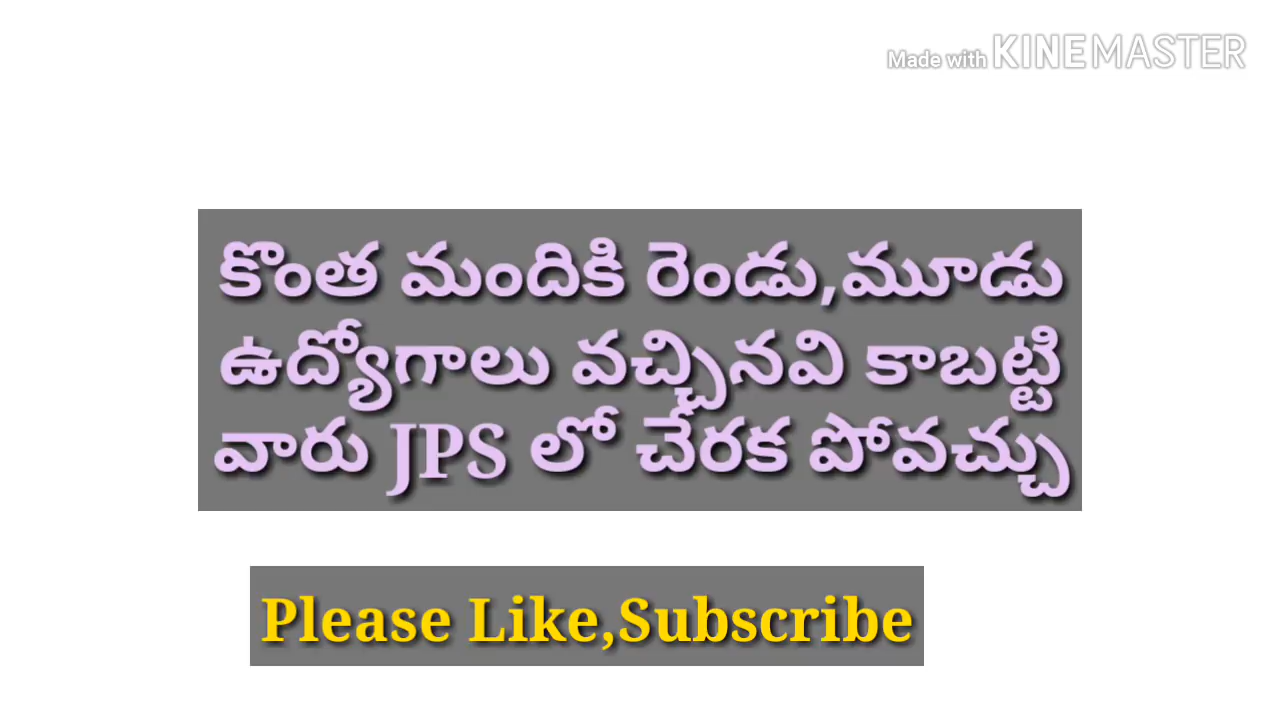 Made with KINEMASTER
కొంత మందికి రెండు,మూడు
ఉద్యోగాలు వచ్చినవి కాబట్టి
వారు JPS లో చేరక పోవచ్చు
Please Like,Subscribe